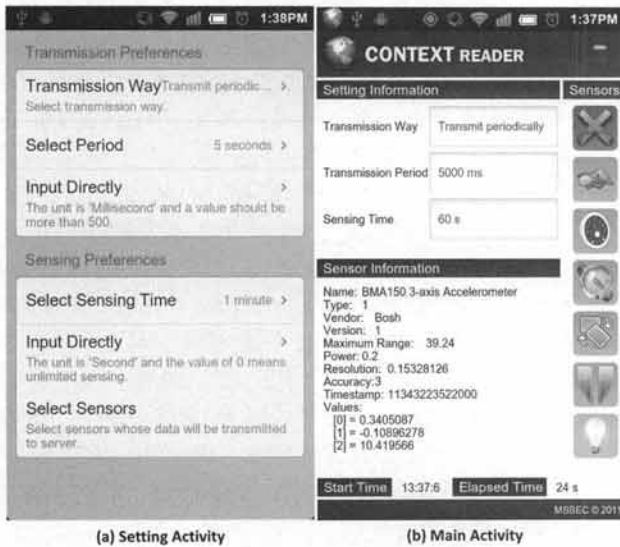 1:38PM
Transmission Preferences
Transmission Way Transmit periodic... >
Select transmission way.
Select Period 5 seconds >
Input Directly >
The unit is 'Millisecond' and a value should be
more than 500.
Sensing Preferences
Select Sensing Time 1 minute >
Input Directly >
The unit is 'Second' and the value of 0 means
unlimited sensing.
Select Sensors
Select sensors whose data will be transmitted
to server.
(a) Setting Activity
1:37PM
CONTEXT READER
Setting Information Sensors
Transmission Way Transmit periodically
Transmission Period 5000 ms
Sensing Time 60 s
Sensor Information
Name: BMA150 3-axis Accelerometer
Type: 1
Vendor: Bosh
Version: 1
Maximum Range: 39.24
Power: 0.2
Resolution: 0.15328126
Accuracy:3
Timestamp: 11343223522000
Values:
[0] = 0.3405087
[1] = -0.10896278
[2] = 10.419566
Start Time 13:37:6 Elapsed Time 24 s
MSSEC © 2011
(b) Main Activity